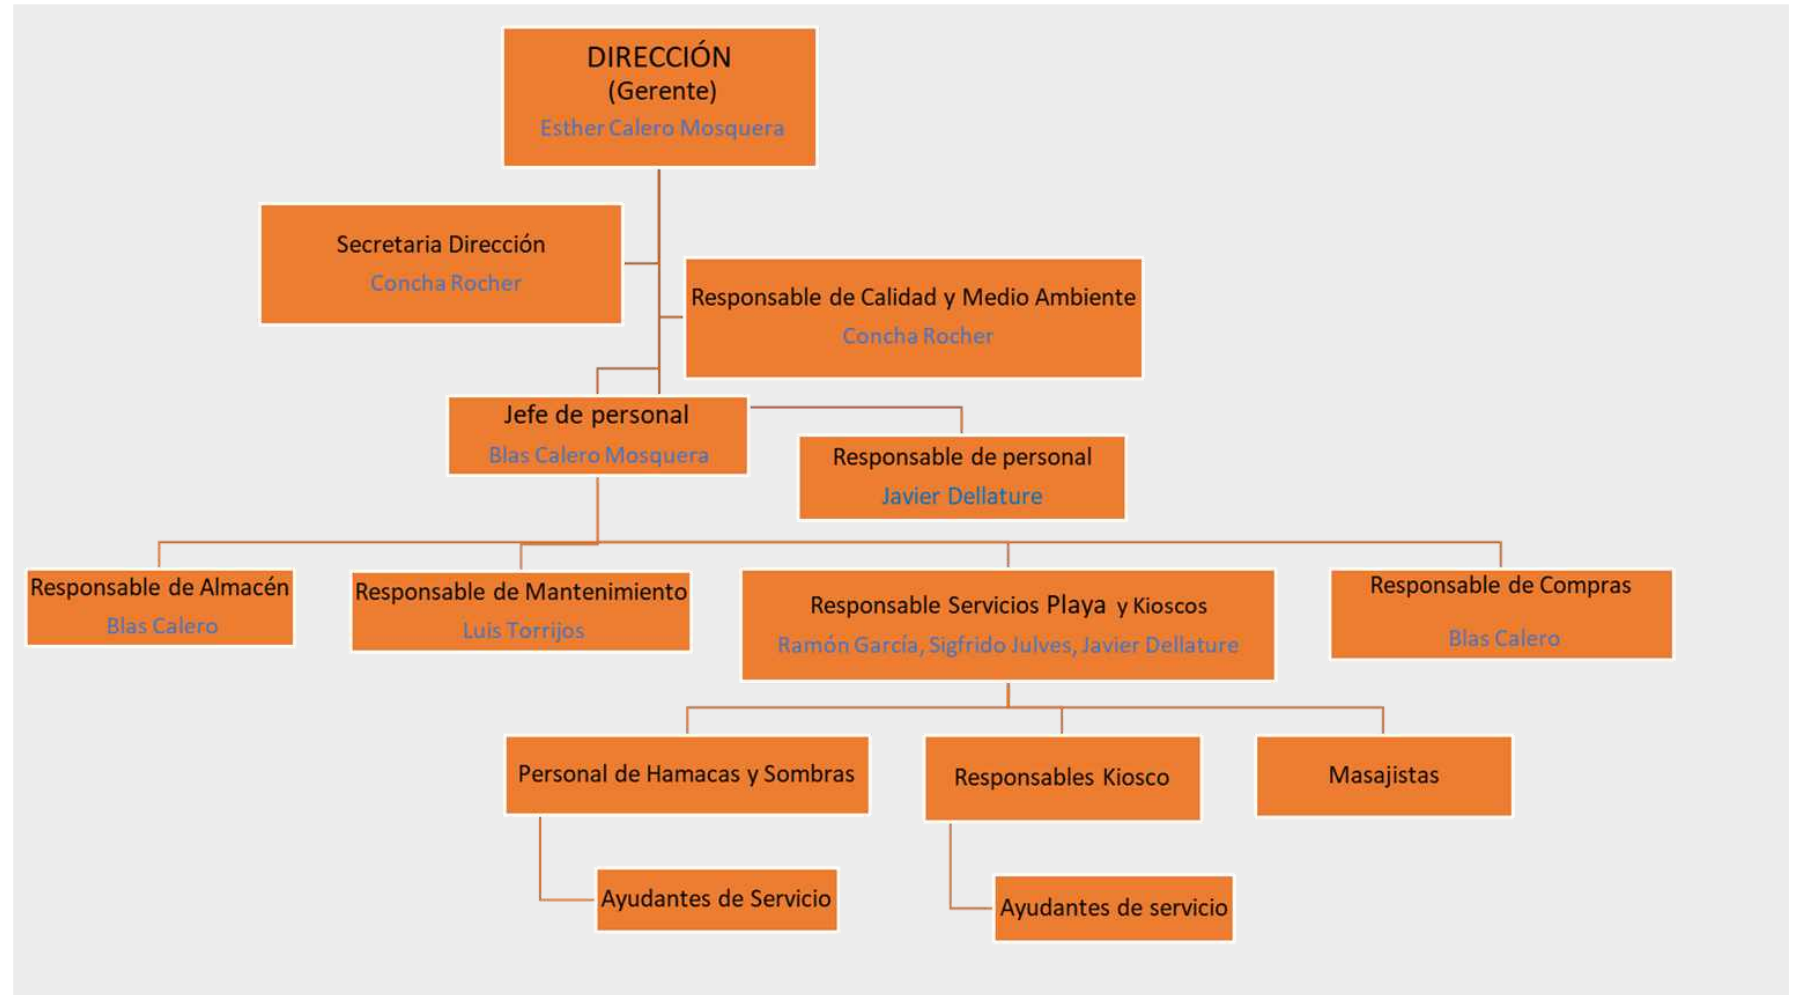 DIRECCIÓN
(Gerente)
Esther Calero Mosquera
Secretaria Dirección
Concha Rocher
Responsable de Calidad y Medio Ambiente
Concha Rocher
Jefe de personal
Blas Calero Mosquera
Responsable de personal
Javier Dellature
Responsable de Almacén
Blas Calero
Responsable de Mantenimiento
Luis Torrijos
Responsable Servicios Playa y Kioscos
Ramón García, Sigfrido Julves, Javier Dellature
Responsable de Compras
Blas Calero
Personal de Hamacas y Sombras
Responsables Kiosco
Masajistas
Ayudantes de Servicio
Ayudantes de servicio